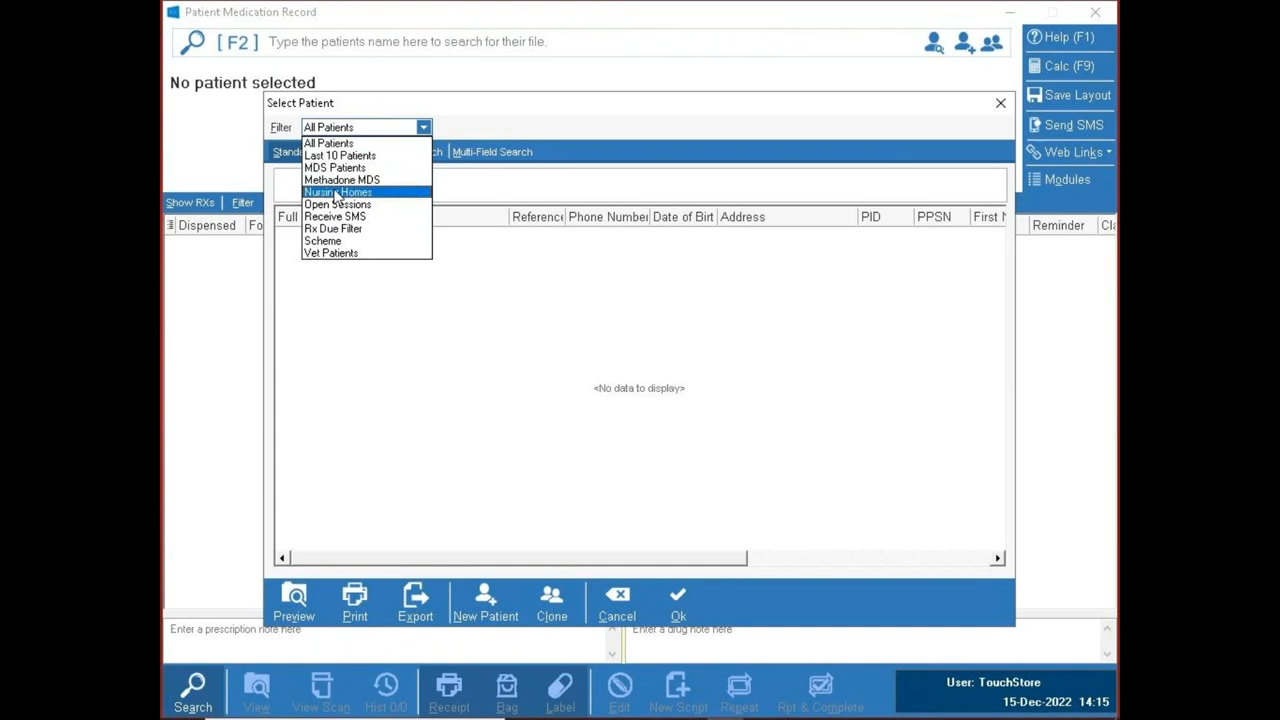 Patient Medication Record
[ F2 ] Type the patients name here to search for their file.
Help (F1)
Calc (F9)
Save Layout
Send SMS
Web Links
Modules
No patient selected
Select Patient
Filter All Patients
All Patients
Last 10 Patients
MDS Patients
Methadone MDS
Nursing Homes
Open Sessions
Receive SMS
Rx Due Filter
Scheme
Vet Patients
Multi-Field Search
Show RXs Filter
Dispensed
Full
Phone Number Date of Birt Address PID PPSN First
Reminder
<No data to display>
Preview Print Export New Patient Clone Cancel Ok
Enter a prescription note here
Enter a drug note here
Search View View Scan Hist 0/0 Receipt Bag Label Edit New Script Repeat Rpt & Complete
User: TouchStore
15-Dec-2022 14:15